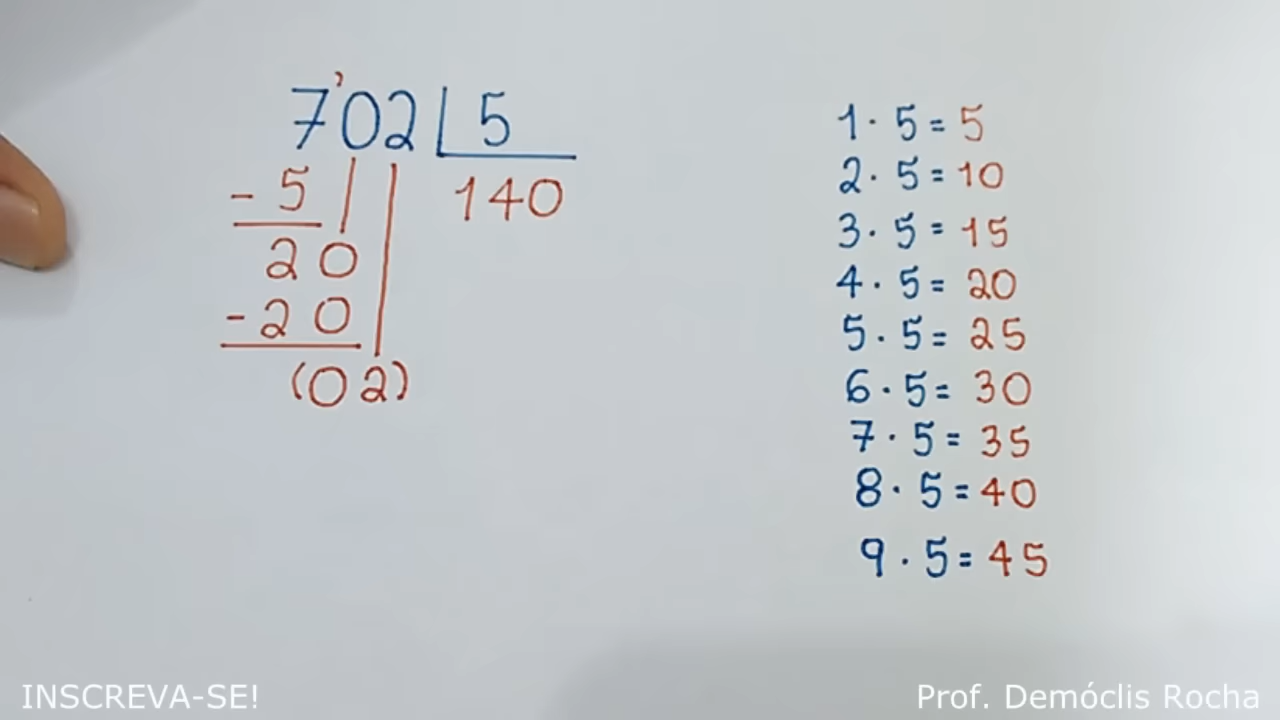 702 5
- 5 140
20
- 20
(02)
1 · 5 = 5
2 · 5 = 10
3 · 5 = 15
4 · 5 = 20
5 · 5 = 25
6 · 5 = 30
7 · 5 = 35
8 · 5 = 40
9 · 5 = 45
INSCREVA-SE!
Prof. Demóclis Rocha